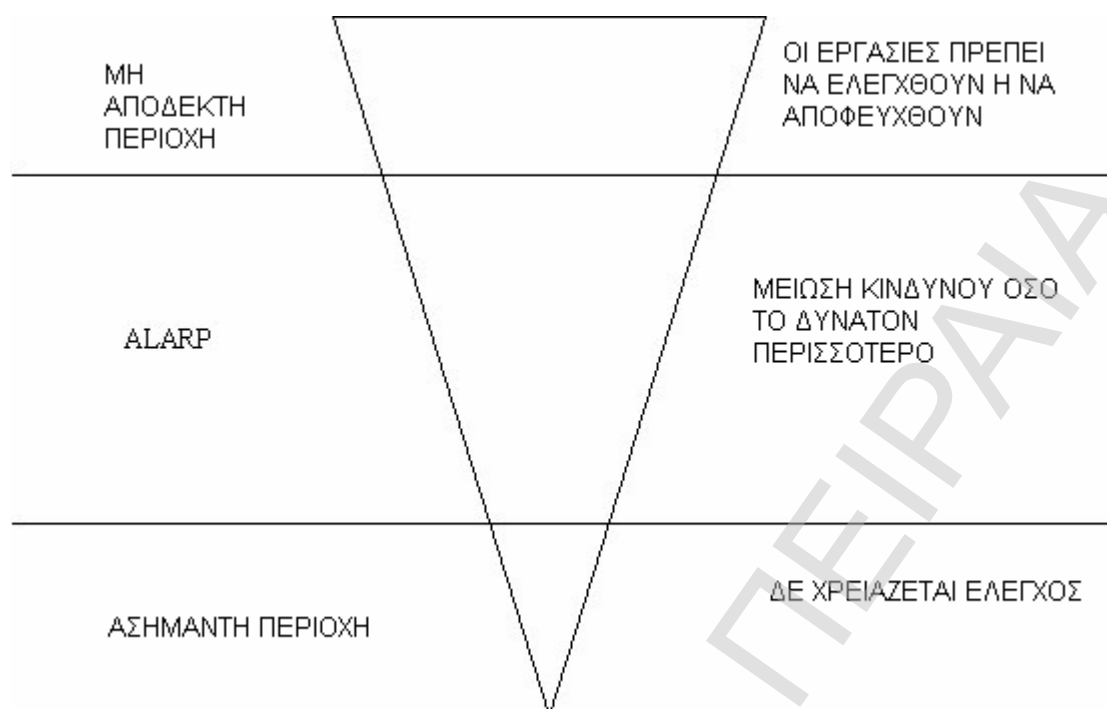 ΜΗ
ΑΠΟΔΕΚΤΗ
ΠΕΡΙΟΧΗ
ΟΙ ΕΡΓΑΣΙΕΣ ΠΡΕΠΕΙ
ΝΑ ΕΛΕΓΧΘΟΥΝ Η ΝΑ
ΑΠΟΦΕΥΧΘΟΥΝ
ALARP
ΜΕΙΩΣΗ ΚΙΝΔΥΝΟΥ ΟΣΟ
ΤΟ ΔΥΝΑΤΟΝ
ΠΕΡΙΣΣΟΤΕΡΟ
ΑΣΗΜΑΝΤΗ ΠΕΡΙΟΧΗ
ΔΕ ΧΡΕΙΑΖΕΤΑΙ ΕΛΕΓΧΟΣ
ΠΕΙΡΑΙΑ